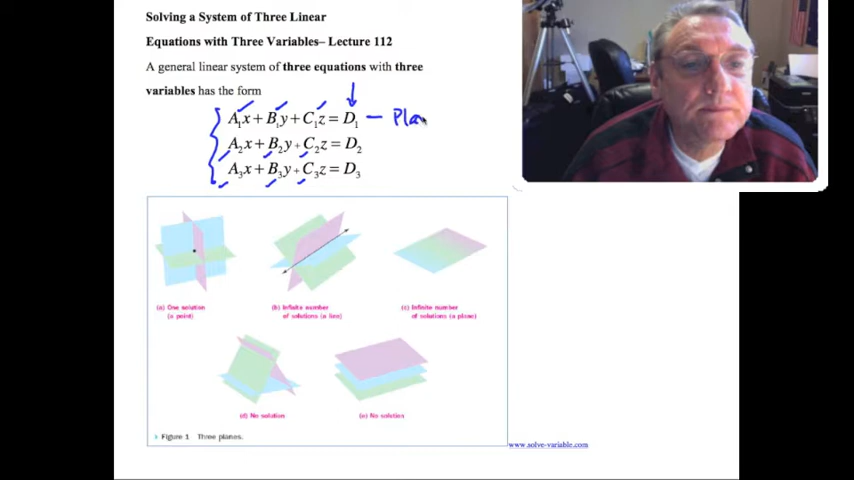 Solving a System of Three Linear
Equations with Three Variables– Lecture 112
A general linear system of three equations with three
variables has the form
A₁x + B₁y + C₁z = D₁ — Plan
A₂x + B₂y + C₂z = D₂
A₃x + B₃y + C₃z = D₃
(a) One solution
(a point)
(b) Infinite number
of solutions (a line)
(c) Infinite number
of solutions (a plane)
(d) No solution
(e) No solution
Figure 1 Three planes.
www.solve-variable.com